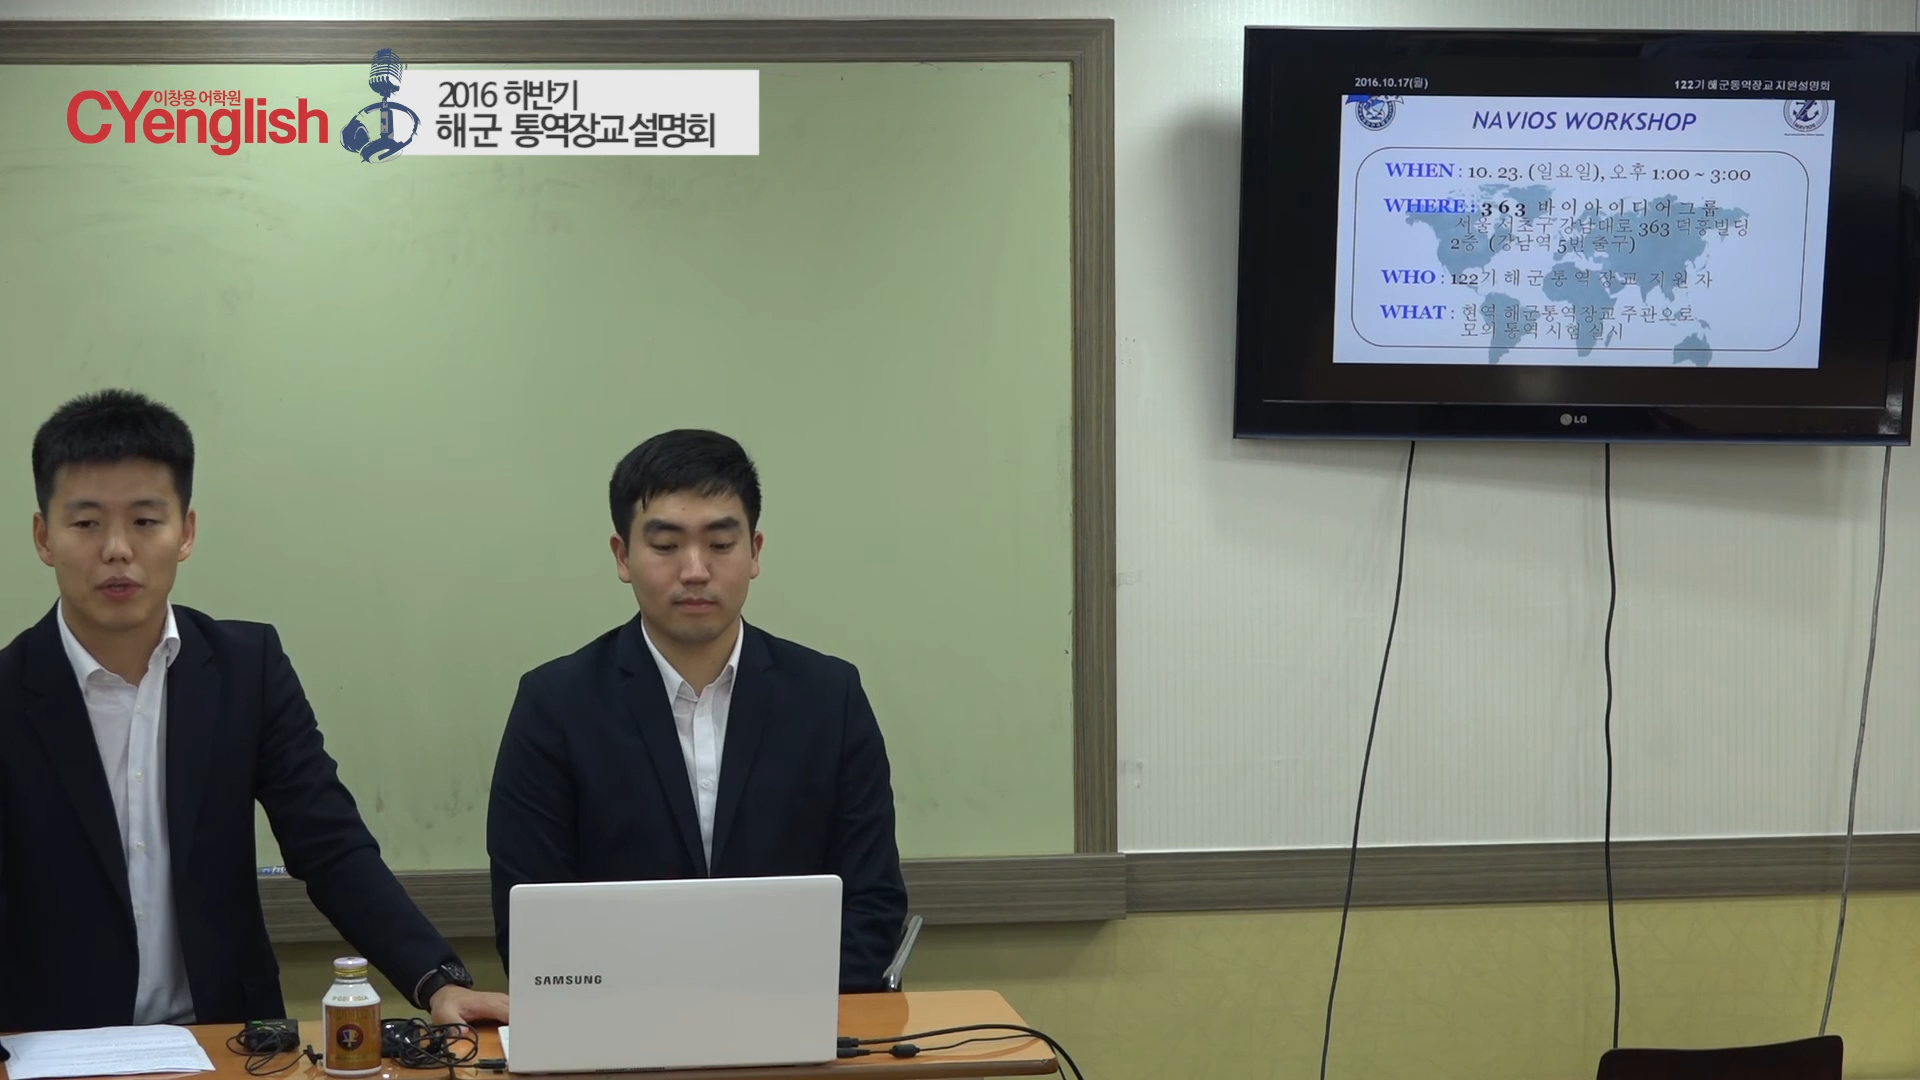 이창용 어학원
CYenglish
2016 하반기
해군 통역장교설명회
2016.10.17(월)
122기 해군통역장교 지원설명회
NAVIOS WORKSHOP
WHEN : 10. 23. (일요일), 오후 1:00 ~ 3:00
WHERE : 3 6 3 바 이 아 이 디 어 그 룹
서울 서초구 강남대로 363 덕흥빌딩
2층 (강남역 5번 출구)
WHO : 122기 해 군 통 역 장 교 지 원 자
WHAT : 현역 해군통역장교 주관으로
모의 통역 시험 실시
LG
SAMSUNG